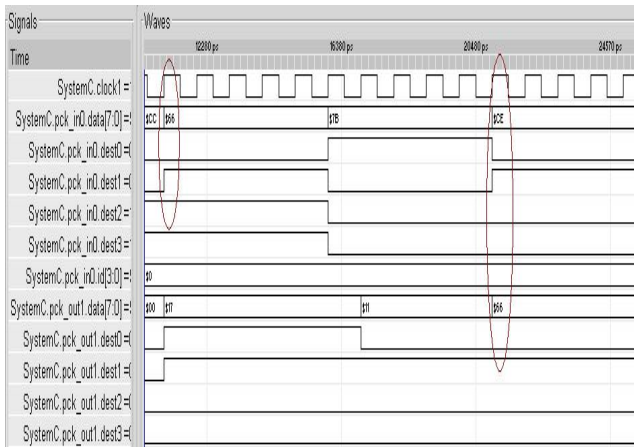 Signals
Waves
Time
12280 ps
16380 ps
20480 ps
24570 ps
SystemC.clock1 =
SystemC.pck_in0.data[7:0] =
$CC
$66
$7B
$CE
SystemC.pck_in0.dest0 =
SystemC.pck_in0.dest1 =
SystemC.pck_in0.dest2 =
SystemC.pck_in0.dest3 =
SystemC.pck_in0.id[3:0] =
$0
SystemC.pck_out1.data[7:0] =
$00
$17
$11
$66
SystemC.pck_out1.dest0 =
SystemC.pck_out1.dest1 =
SystemC.pck_out1.dest2 =
SystemC.pck_out1.dest3 =